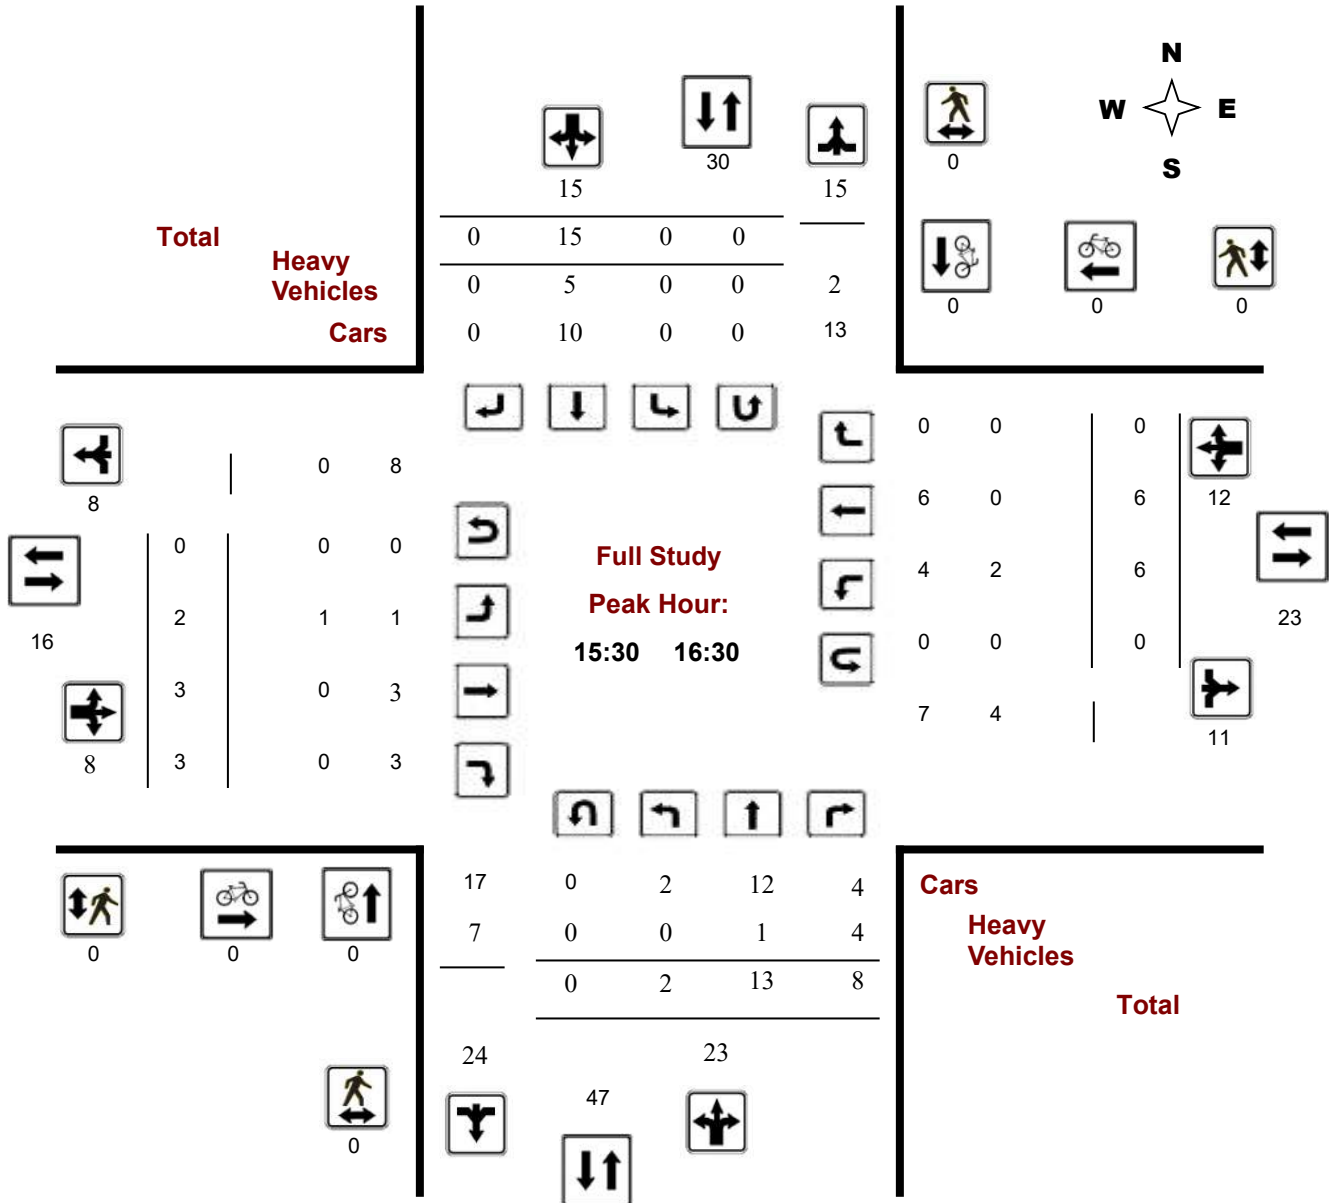 N
W E
S
30
0
15 15
Total
0 15 0 0
Heavy
Vehicles
0 5 0 0 2
0 0 0
Cars
0 10 0 0 13
0 0 0
0 8
8
6 0 6 12
0 0 0
Full Study
4 2 6
Peak Hour:
2 1 1
23
16
15:30 16:30
0 0 0
3 0 3
7 4
11
8 3 0 3
17 0 2 12 4
Cars
7 0 0 1 4
Heavy
Vehicles
0 0 0
0 2 13 8
Total
24 23
47
0